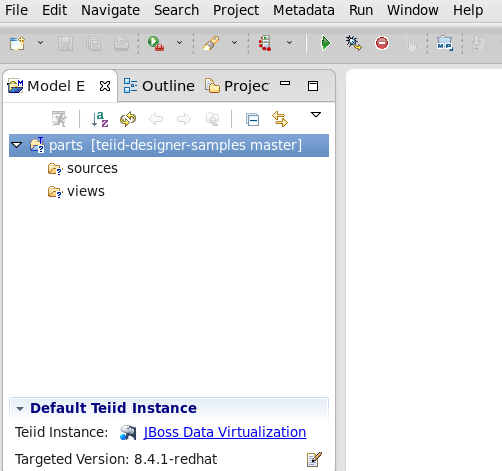 File Edit Navigate Search Project Metadata Run Window Help
Model E Outline Projec
parts [teiid-designer-samples master]
sources
views
Default Teiid Instance
Teiid Instance: JBoss Data Virtualization
Targeted Version: 8.4.1-redhat